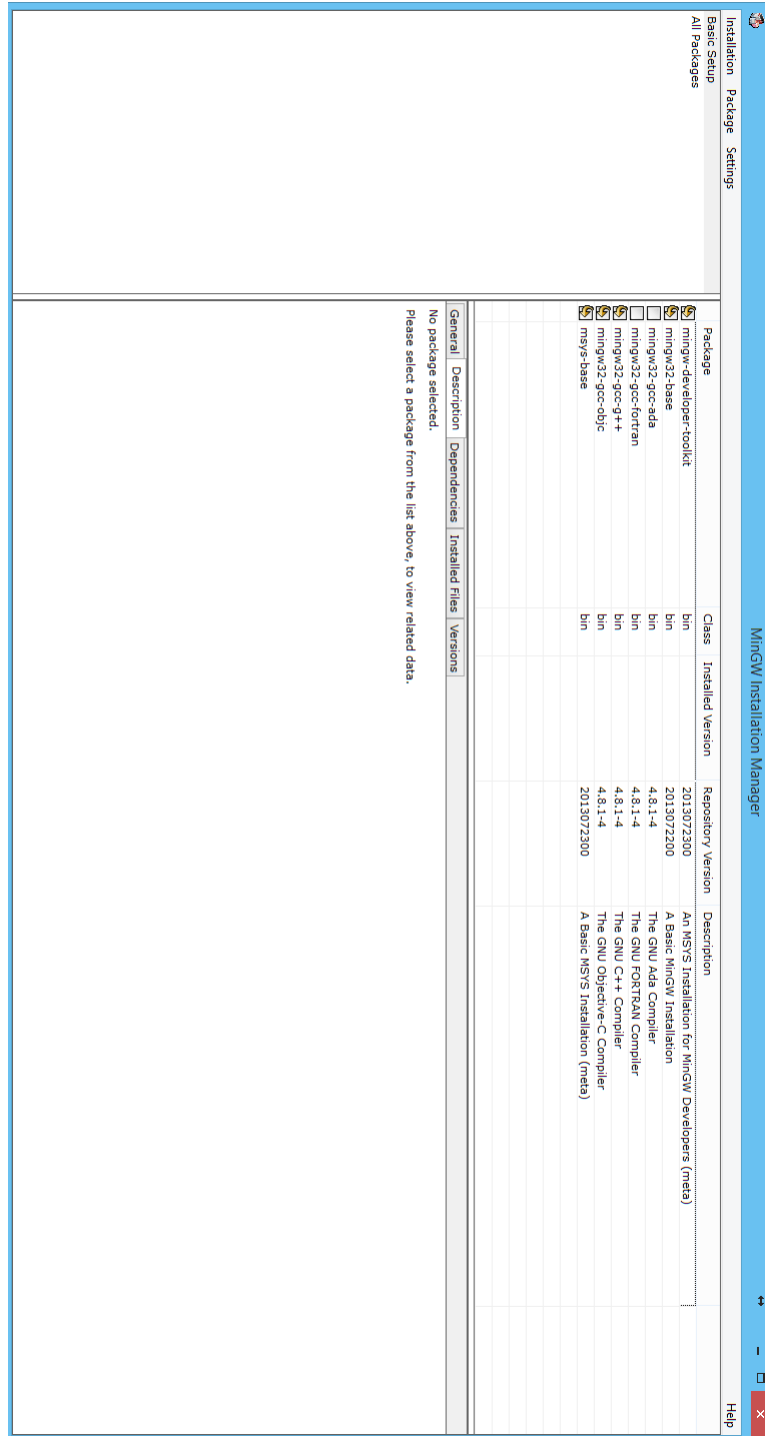 MinGW Installation Manager
Installation Package Settings Help
Basic Setup
All Packages
Package Class Installed Version Repository Version Description
mingw-developer-toolkit bin 2013072300 An MSYS Installation for MinGW Developers (meta)
mingw32-base bin 2013072200 A Basic MinGW Installation
mingw32-gcc-ada bin 4.8.1-4 The GNU Ada Compiler
mingw32-gcc-fortran bin 4.8.1-4 The GNU FORTRAN Compiler
mingw32-gcc-g++ bin 4.8.1-4 The GNU C++ Compiler
mingw32-gcc-objc bin 4.8.1-4 The GNU Objective-C Compiler
msys-base bin 2013072300 A Basic MSYS Installation (meta)
General Description Dependencies Installed Files Versions
No package selected.
Please select a package from the list above, to view related data.